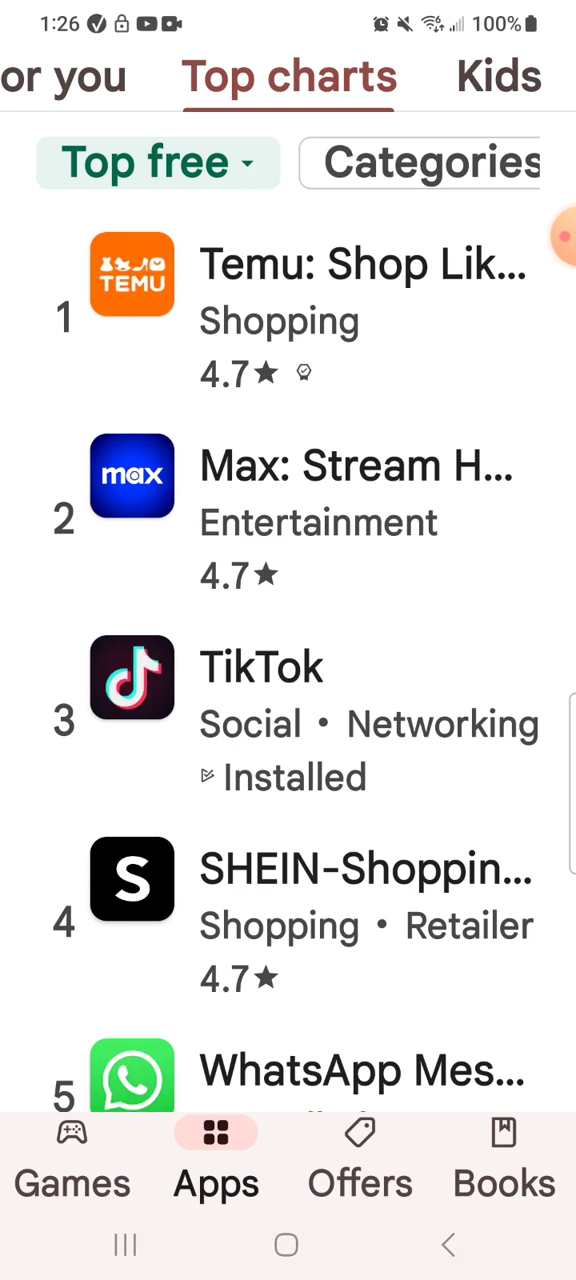 1:26 100%
or you Top charts Kids
Top free Categories
1
TEMU
Temu: Shop Lik...
Shopping
4.7★
2
max
Max: Stream H...
Entertainment
4.7★
3
TikTok
Social • Networking
Installed
4
S
SHEIN-Shoppin...
Shopping • Retailer
4.7★
5
WhatsApp Mes...
Games Apps Offers Books